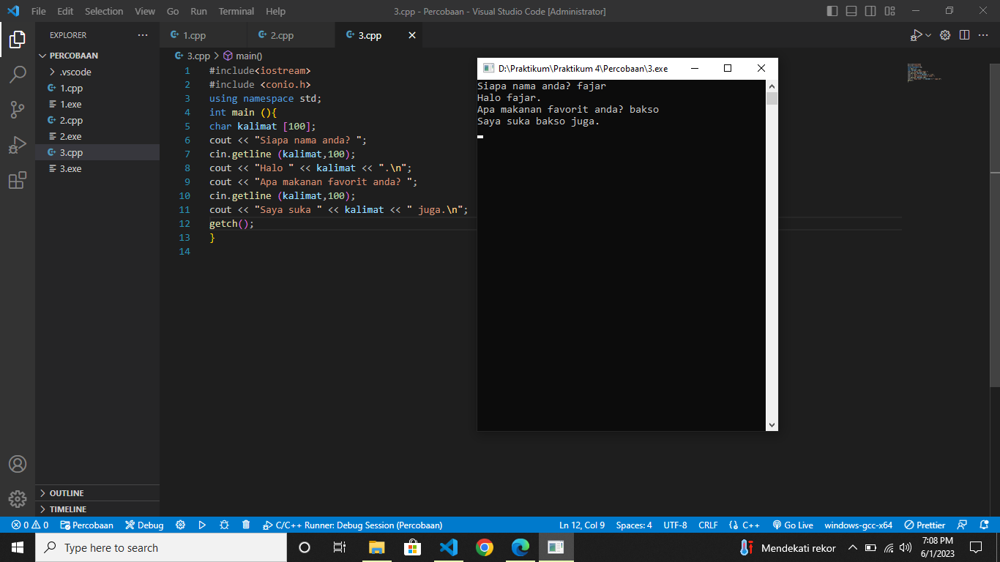 File Edit Selection View Go Run Terminal Help 3.cpp - Percobaan - Visual Studio Code [Administrator]
EXPLORER
PERCOBAAN
.vscode
1.cpp
1.exe
2.cpp
2.exe
3.cpp
3.exe
OUTLINE
TIMELINE
1.cpp 2.cpp 3.cpp
3.cpp > main()
1 #include<iostream>
2 #include <conio.h>
3 using namespace std;
4 int main (){
5 char kalimat [100];
6 cout << "Siapa nama anda? ";
7 cin.getline (kalimat,100);
8 cout << "Halo " << kalimat << ".\n";
9 cout << "Apa makanan favorit anda? ";
10 cin.getline (kalimat,100);
11 cout << "Saya suka " << kalimat << " juga.\n";
12 getch();
13 }
14
D:\Praktikum\Praktikum 4\Percobaan\3.exe
Siapa nama anda? fajar
Halo fajar.
Apa makanan favorit anda? bakso
Saya suka bakso juga.
0 0 Percobaan Debug C/C++ Runner: Debug Session (Percobaan) Ln 12, Col 9 Spaces: 4 UTF-8 CRLF {} C++ Go Live windows-gcc-x64 Prettier
Type here to search Mendekati rekor 7:08 PM
6/1/2023